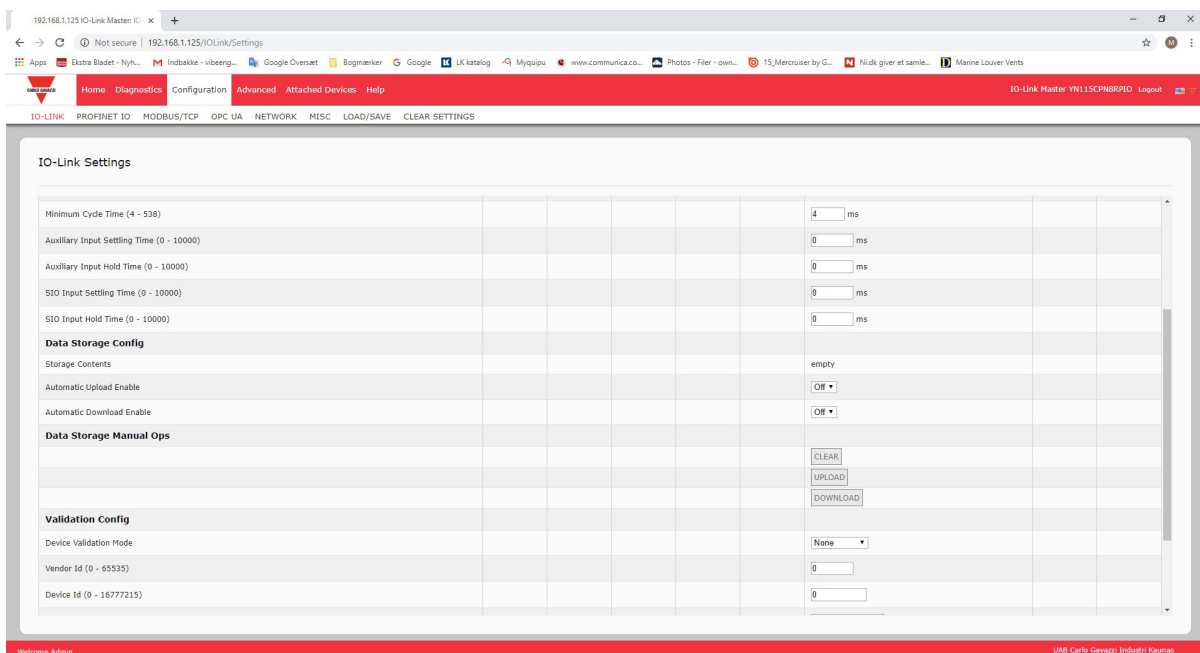 192.168.1.125 IO-Link Master: IO
Not secure | 192.168.1.125/IOLink/Settings
Apps Ekstra Bladet - Nyh... Indbakke - vibeeng... Google Oversæt Bogmærker Google LK katalog Myquipu www.communica.co... Photos - Filer - own... 15_Mercruiser by G... Ni.dk giver et samle... Marine Louver Vents
CARLO GAVAZZI
Home Diagnostics Configuration Advanced Attached Devices Help IO-Link Master YN115CPN8RPIO Logout
IO-LINK PROFINET IO MODBUS/TCP OPC UA NETWORK MISC LOAD/SAVE CLEAR SETTINGS
IO-Link Settings
Minimum Cycle Time (4 - 538) 4 ms
Auxiliary Input Settling Time (0 - 10000) 0 ms
Auxiliary Input Hold Time (0 - 10000) 0 ms
SIO Input Settling Time (0 - 10000) 0 ms
SIO Input Hold Time (0 - 10000) 0 ms
Data Storage Config
Storage Contents empty
Automatic Upload Enable Off
Automatic Download Enable Off
Data Storage Manual Ops
CLEAR
UPLOAD
DOWNLOAD
Validation Config
Device Validation Mode None
Vendor Id (0 - 65535) 0
Device Id (0 - 16777215) 0
Welcome Admin UAB Carlo Gavazzi Industri Kaunas